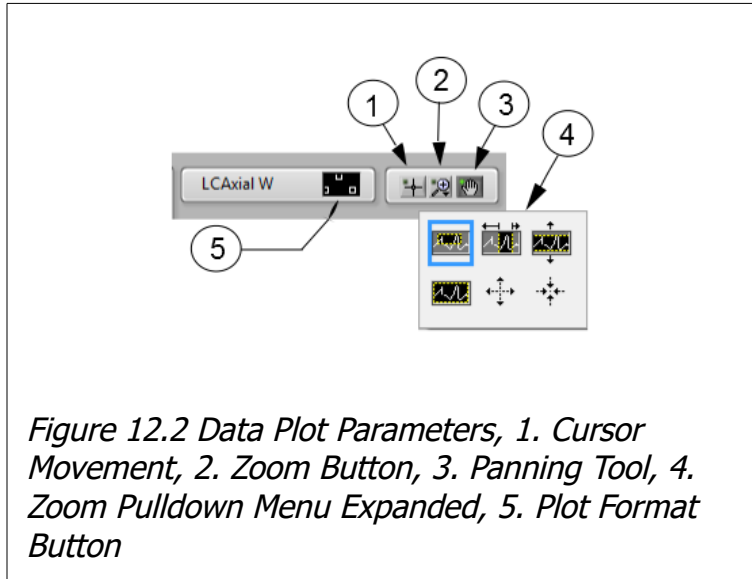 2
1
3
4
LCAxial W
5
Figure 12.2 Data Plot Parameters, 1. Cursor
Movement, 2. Zoom Button, 3. Panning Tool, 4.
Zoom Pulldown Menu Expanded, 5. Plot Format
Button